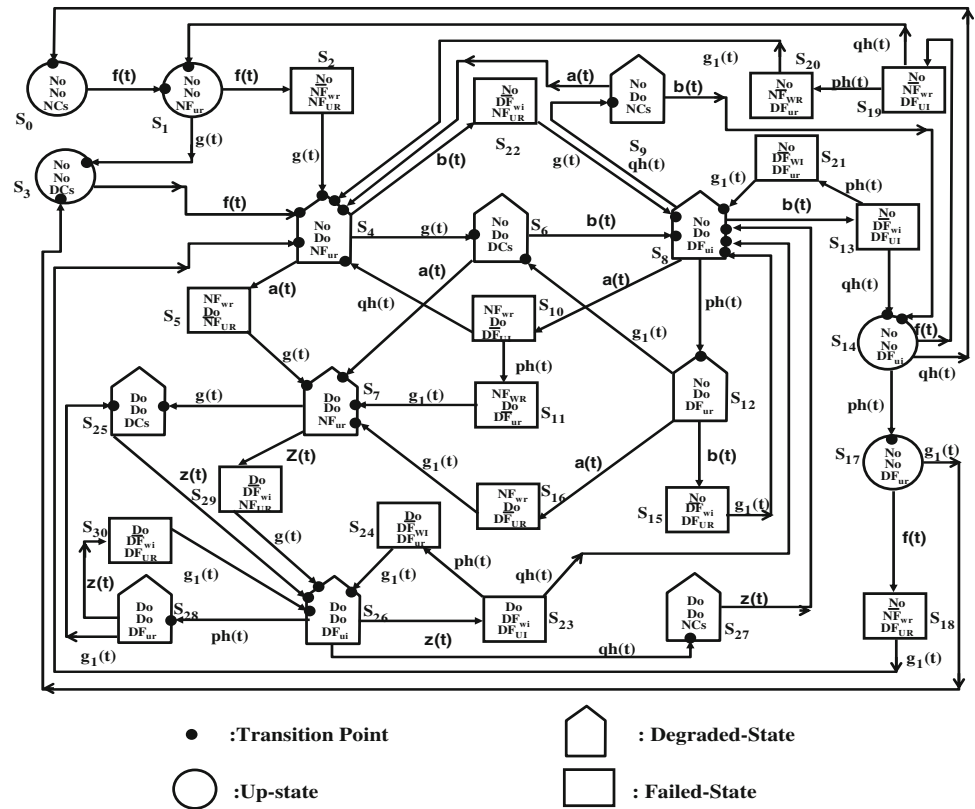 No
No
NCs
S0
f(t)
No
No
NFur
S1
f(t)
S2
No
NFwr
NFUR
g(t)
g(t)
S3
No
No
DCs
f(t)
No
Do
NFur
S4
b(t)
No
DFwi
NFUR
S22
g(t)
a(t)
No
Do
NCs
S9
b(t)
qh(t)
g1(t)
S20
No
NFWR
DFur
ph(t)
qh(t)
No
NFwr
DFUI
S19
No
DFWI
DFur
S21
g1(t)
ph(t)
b(t)
No
DFwi
DFUI
S13
g(t)
No
Do
DCs
S6
b(t)
No
Do
DFui
S8
a(t)
a(t)
a(t)
qh(t)
ph(t)
qh(t)
S5
NFwr
Do
NFUR
g(t)
S10
NFwr
Do
DFUI
g1(t)
ph(t)
S14
No
No
DFui
f(t)
qh(t)
ph(t)
S25
Do
Do
DCs
g(t)
S7
Do
Do
NFur
g1(t)
NFWR
Do
DFur
S11
No
Do
DFur
S12
z(t)
Z(t)
g1(t)
a(t)
b(t)
S17
No
No
DFur
g1(t)
S29
Do
DFwi
NFUR
g(t)
S24
Do
DFWI
DFur
NFwr
Do
DFUR
S16
S15
No
DFwi
DFUR
g1(t)
f(t)
S30
Do
DFwi
DFUR
z(t)
g1(t)
g1(t)
ph(t)
qh(t)
Do
Do
DFur
S28
ph(t)
g1(t)
Do
Do
DFui
S26
z(t)
qh(t)
Do
DFwi
DFUI
S23
Do
Do
NCs
S27
z(t)
No
NFwr
DFUR
S18
g1(t)
:Transition Point
: Degraded-State
:Up-state
: Failed-State